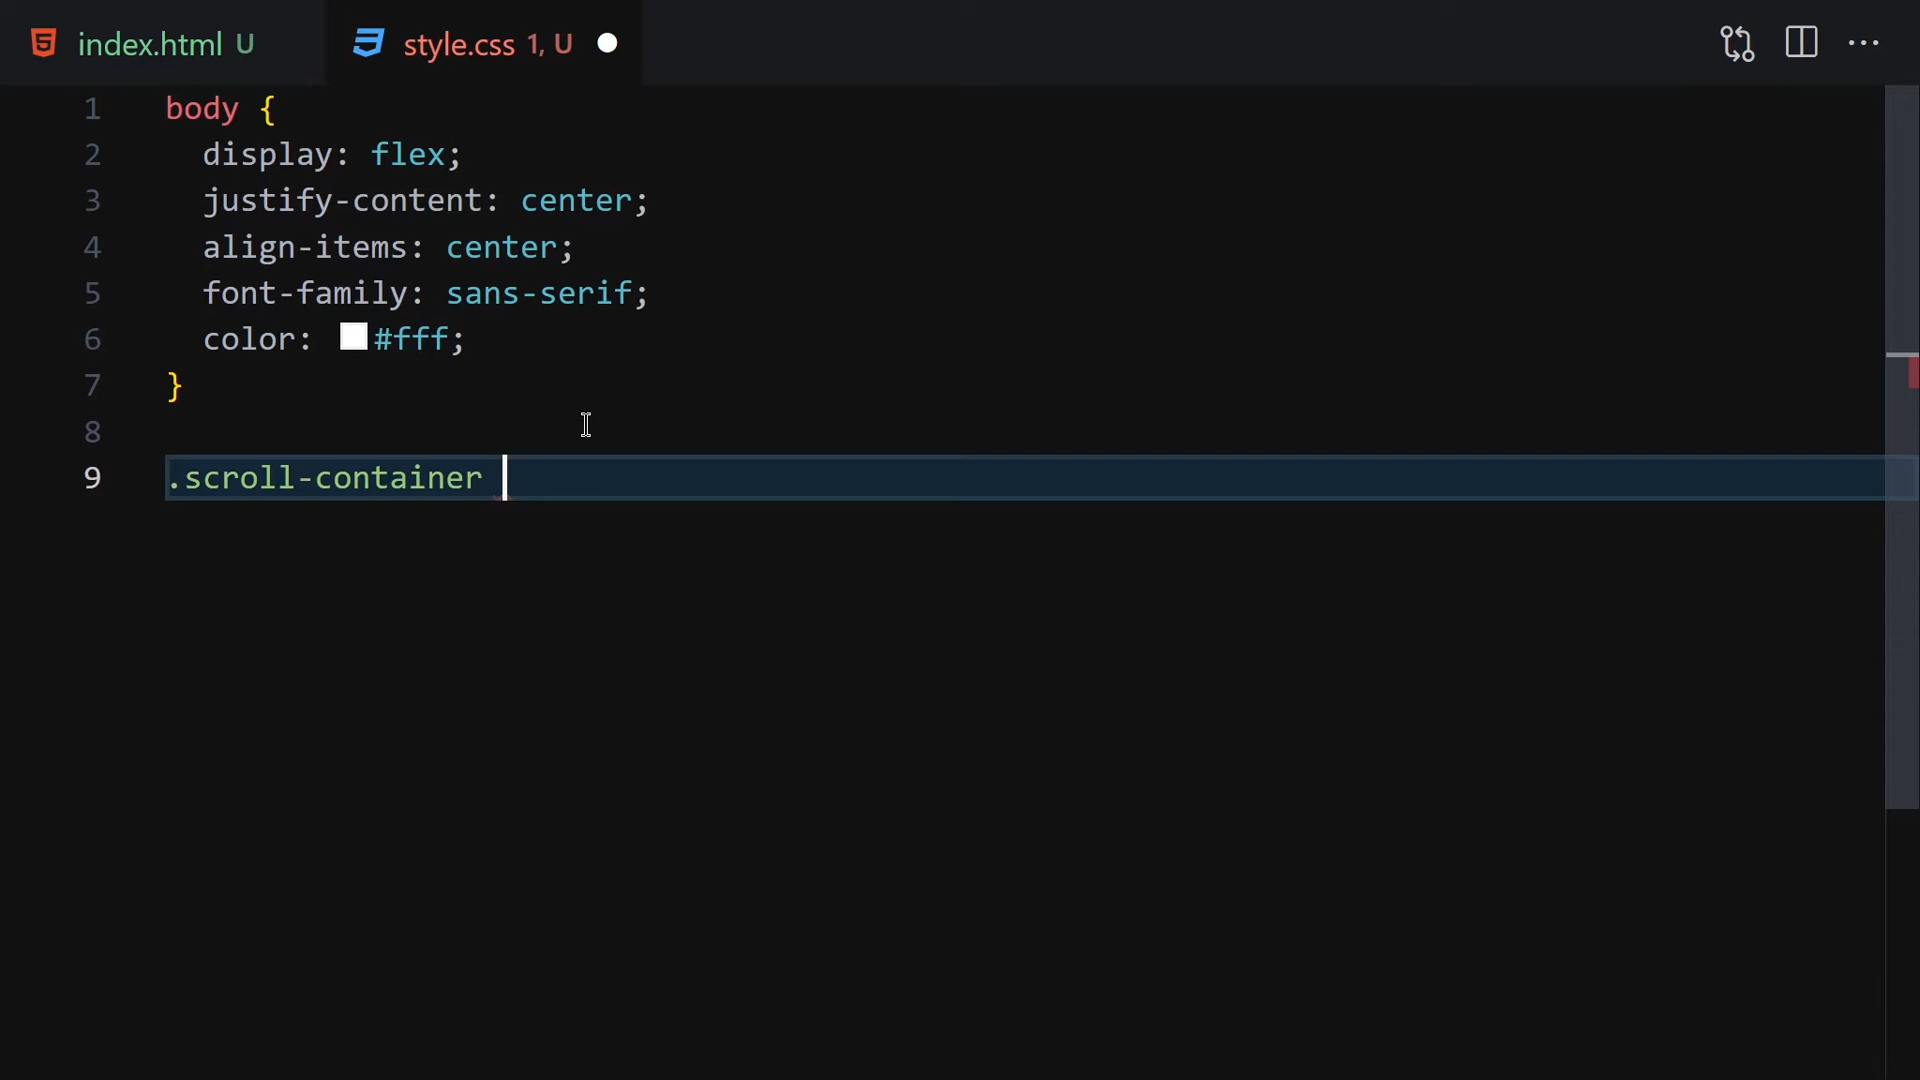 index.html U style.css 1, U
1 body {
2 display: flex;
3 justify-content: center;
4 align-items: center;
5 font-family: sans-serif;
6 color: #fff;
7 }
8
9 .scroll-container